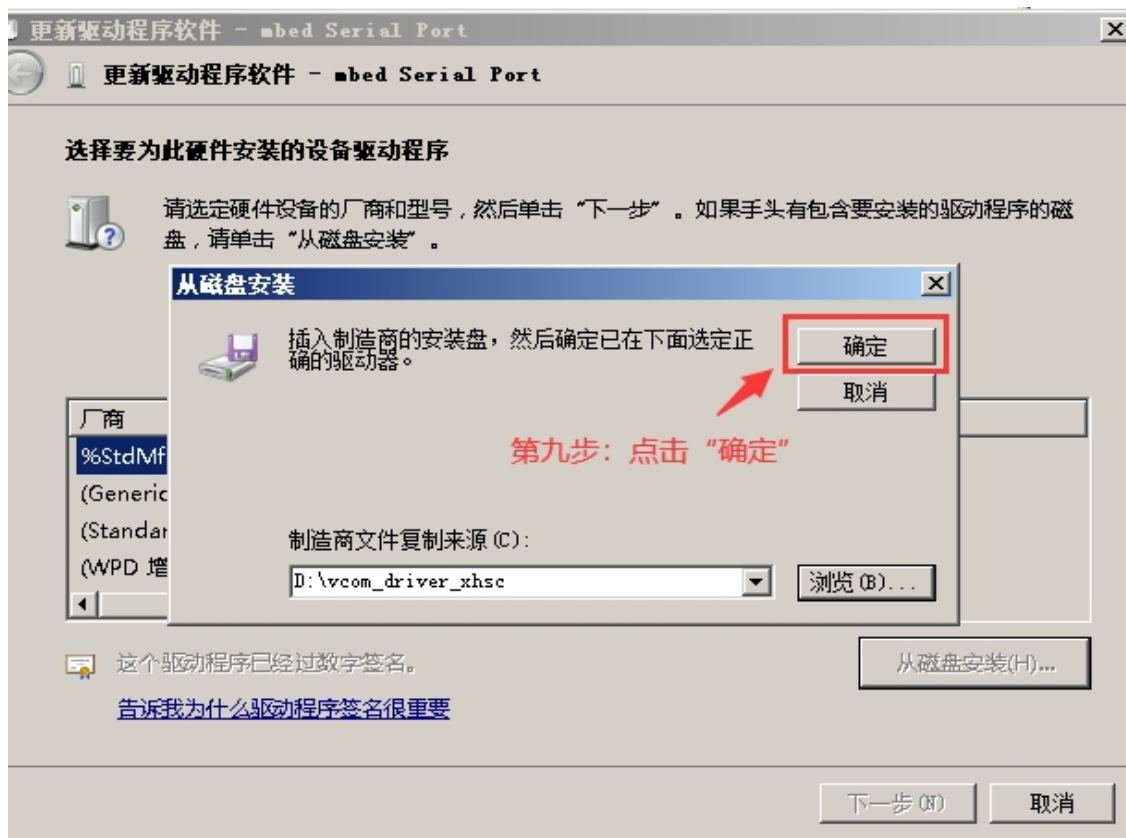 更新驱动程序软件 - mbed Serial Port
更新驱动程序软件 - mbed Serial Port
选择要为此硬件安装的设备驱动程序
请选定硬件设备的厂商和型号，然后单击“下一步”。如果手头有包含要安装的驱动程序的磁
盘，请单击“从磁盘安装”。
从磁盘安装
插入制造商的安装盘，然后确定已在下面选定正
确的驱动器。
确定
取消
第九步：点击“确定”
厂商
%StdMf
(Generic
(Standar
(WPD 增
制造商文件复制来源(C):
D:\vcom_driver_xhsc
浏览(B)...
这个驱动程序已经过数字签名。
从磁盘安装(H)...
告诉我为什么驱动程序签名很重要
下一步(N)
取消